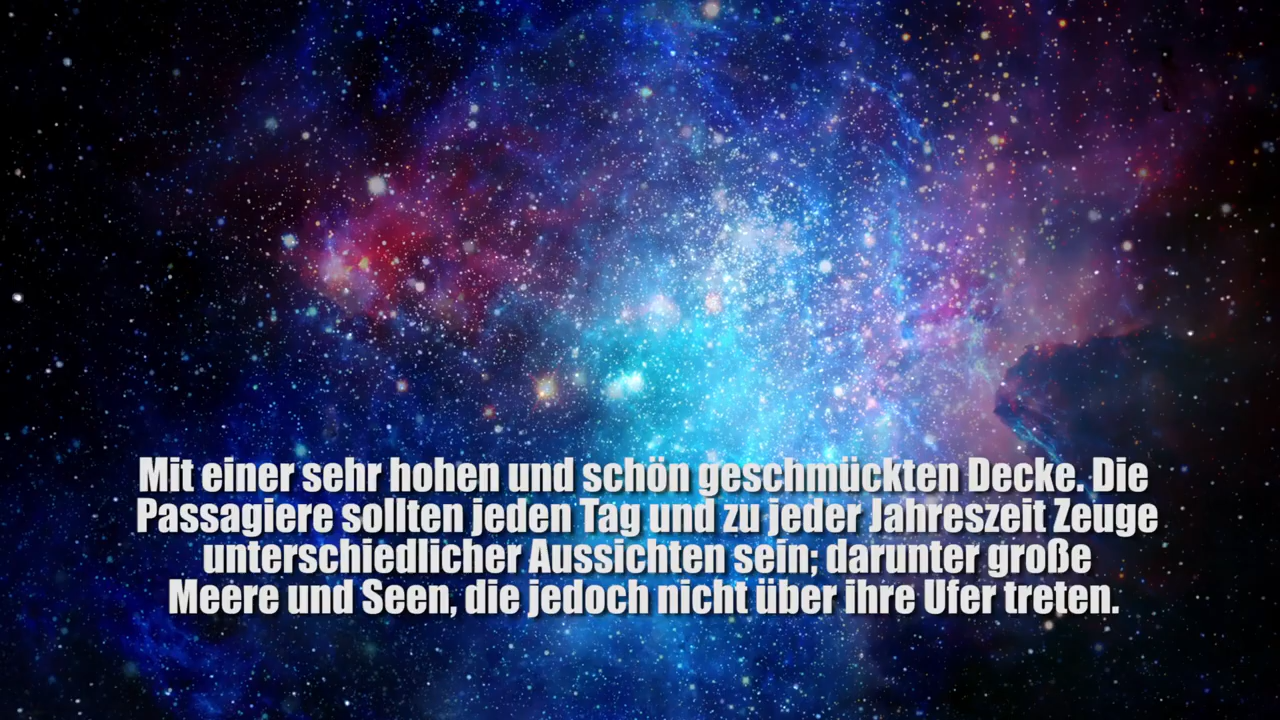 Mit einer sehr hohen und schön geschmückten Decke. Die
Passagiere sollten jeden Tag und zu jeder Jahreszeit Zeuge
unterschiedlicher Aussichten sein; darunter große
Meere und Seen, die jedoch nicht über ihre Ufer treten.